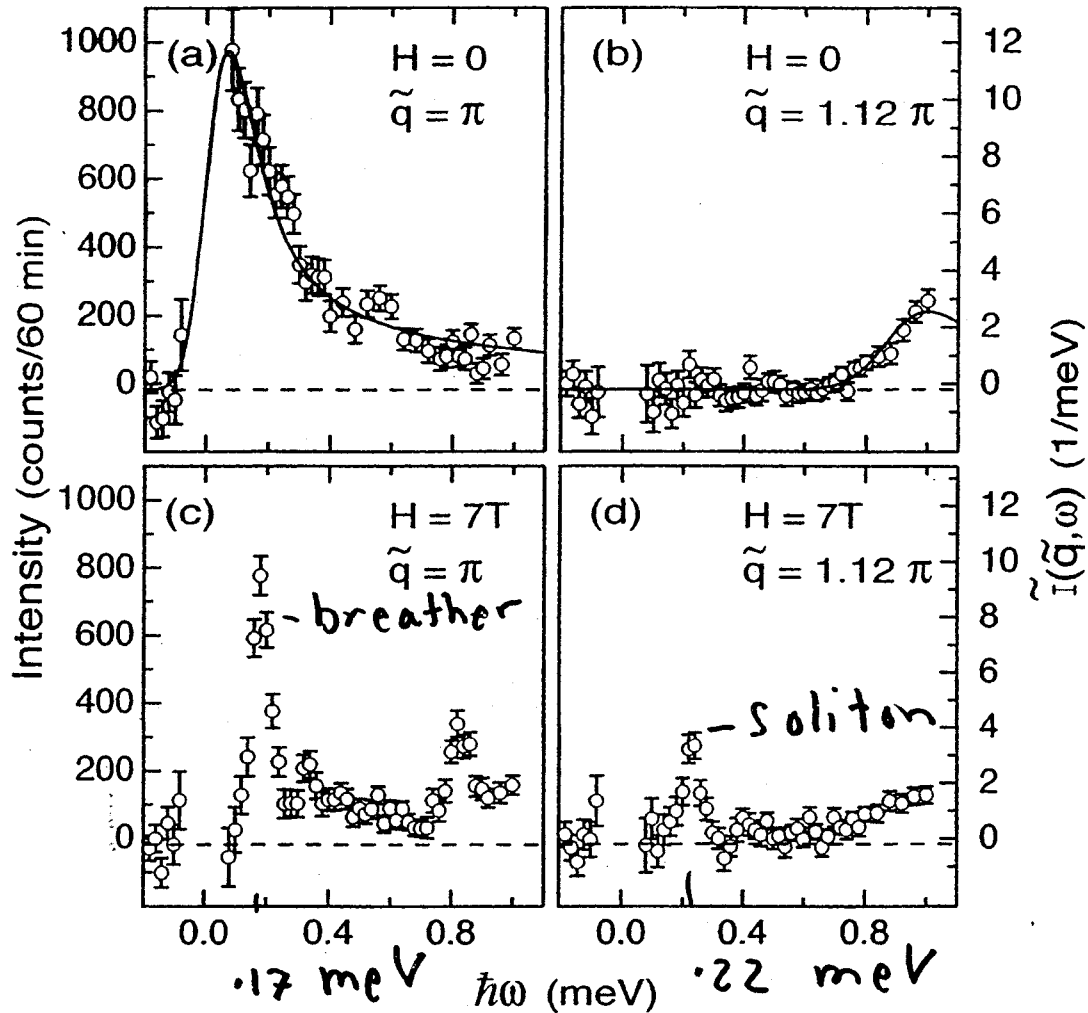 Intensity (counts/60 min)
Ĩ(q̃,ω) (1/meV)
1000
800
600
400
200
0
(a)
H = 0
q̃ = π
(b)
H = 0
q̃ = 1.12 π
12
10
8
6
4
2
0
1000
800
600
400
200
0
(c)
H = 7T
q̃ = π
breather
(d)
H = 7T
q̃ = 1.12 π
soliton
12
10
8
6
4
2
0
0.0 0.4 0.8 0.0 0.4 0.8
.17 meV ħω (meV) .22 meV